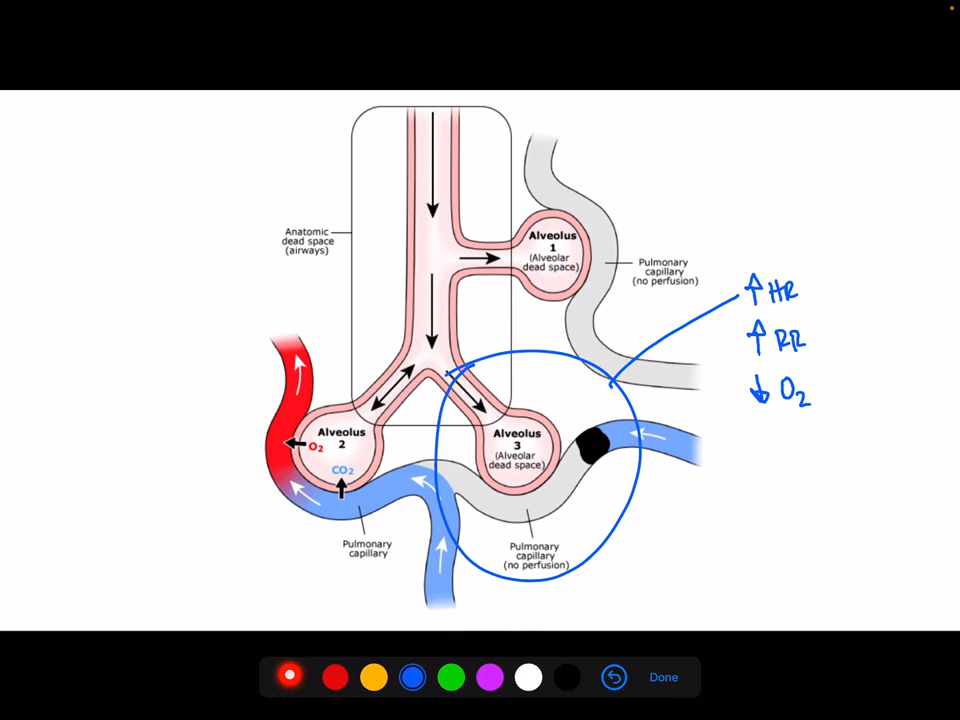 Anatomic
dead space
(airways)
Alveolus
1
(Alveolar
dead space)
Pulmonary
capillary
(no perfusion)
↑ HR
↑ RR
↓ O₂
Alveolus
2
O₂
CO₂
Alveolus
3
(Alveolar
dead space)
Pulmonary
capillary
Pulmonary
capillary
(no perfusion)
Done